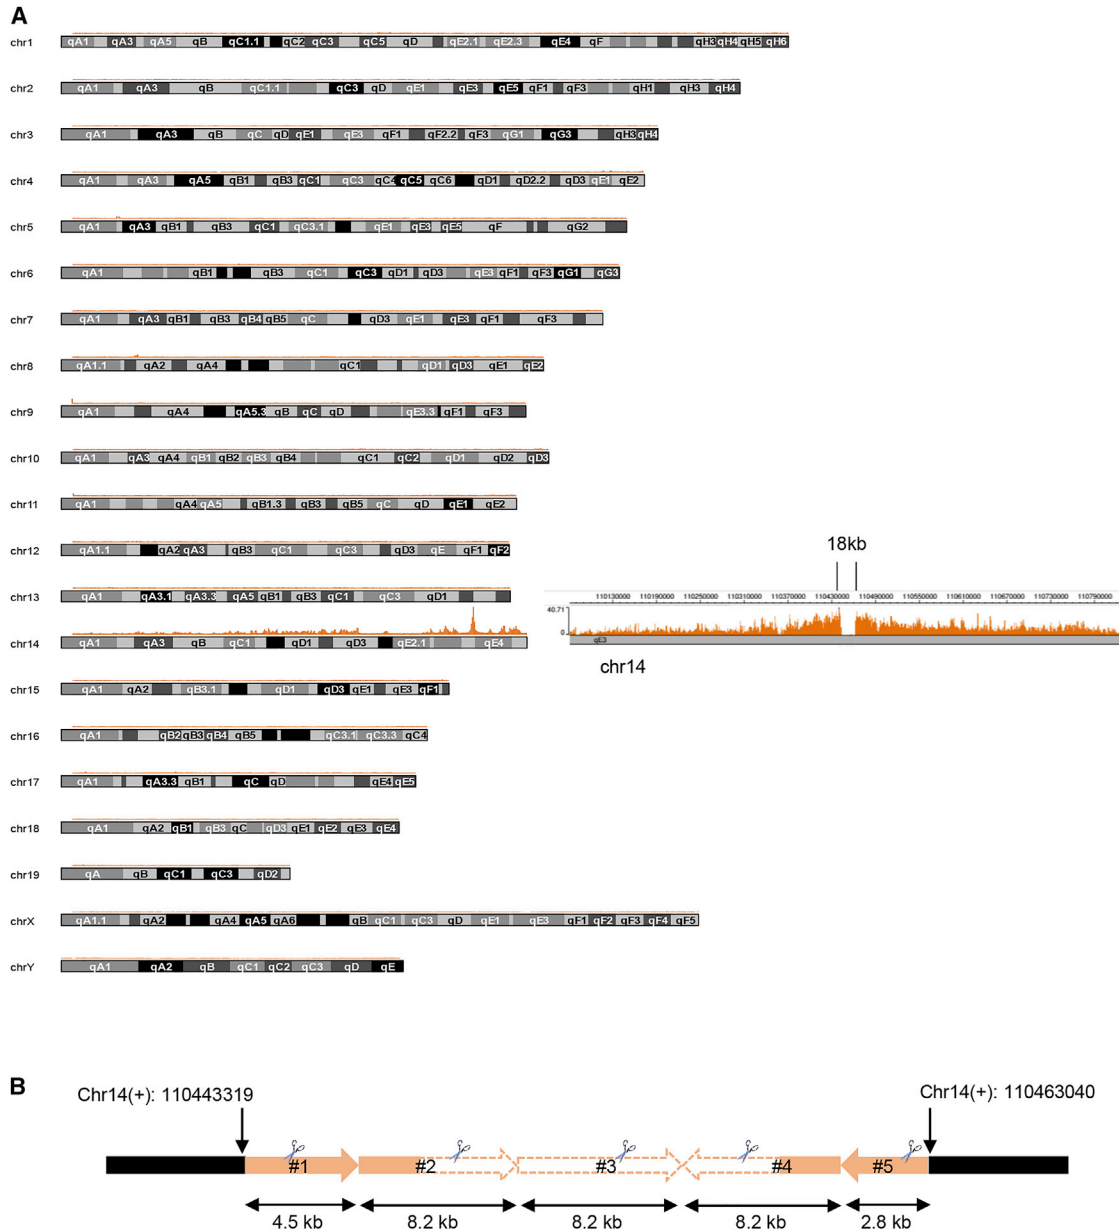 A
chr1 qA1 qA3 qA5 qB qC1.1 qC2 qC3 qC5 qD qE2.1 qE2.3 qE4 qF qH3 qH4 qH5 qH6
chr2 qA1 qA3 qB qC1.1 qC3 qD qE1 qE3 qE5 qF1 qF3 qH1 qH3 qH4
chr3 qA1 qA3 qB qC qD qE1 qE3 qF1 qF2.2 qF3 qG1 qG3 qH3 qH4
chr4 qA1 qA3 qA5 qB1 qB3 qC1 qC3 qC4 qC5 qC6 qD1 qD2.2 qD3 qE1 qE2
chr5 qA1 qA3 qB1 qB3 qC1 qC3.1 qE1 qE3 qE5 qF qG2
chr6 qA1 qB1 qB3 qC1 qC3 qD1 qD3 qE3 qF1 qF3 qG1 qG3
chr7 qA1 qA3 qB1 qB3 qB4 qB5 qC qD3 qE1 qE3 qF1 qF3
chr8 qA1.1 qA2 qA4 qC1 qD1 qD3 qE1 qE2
chr9 qA1 qA4 qA5.3 qB qC qD qE3.3 qF1 qF3
chr10 qA1 qA3 qA4 qB1 qB2 qB3 qB4 qC1 qC2 qD1 qD2 qD3
chr11 qA1 qA4 qA5 qB1.3 qB3 qB5 qC qD qE1 qE2
chr12 qA1.1 qA2 qA3 qB3 qC1 qC3 qD3 qE qF1 qF2
18kb
chr13 qA1 qA3.1 qA3.3 qA5 qB1 qB3 qC1 qC3 qD1
110130000 110190000 110250000 110310000 110370000 110430000 110490000 110550000 110610000 110670000 110730000 110790000
40.71
0
chr14 qA1 qA3 qB qC1 qD1 qD3 qE2.1 qE4
qE3
chr14
chr15 qA1 qA2 qB3.1 qD1 qD3 qE1 qE3 qF1
chr16 qA1 qB2 qB3 qB4 qB5 qC3.1 qC3.3 qC4
chr17 qA1 qA3.3 qB1 qC qD qE4 qE5
chr18 qA1 qA2 qB1 qB3 qC qD3 qE1 qE2 qE3 qE4
chr19 qA qB qC1 qC3 qD2
chrX qA1.1 qA2 qA4 qA5 qA6 qB qC1 qC3 qD qE1 qE3 qF1 qF2 qF3 qF4 qF5
chrY qA1 qA2 qB qC1 qC2 qC3 qD qE
B
Chr14(+): 110443319 Chr14(+): 110463040
#1 #2 #3 #4 #5
4.5 kb 8.2 kb 8.2 kb 8.2 kb 2.8 kb